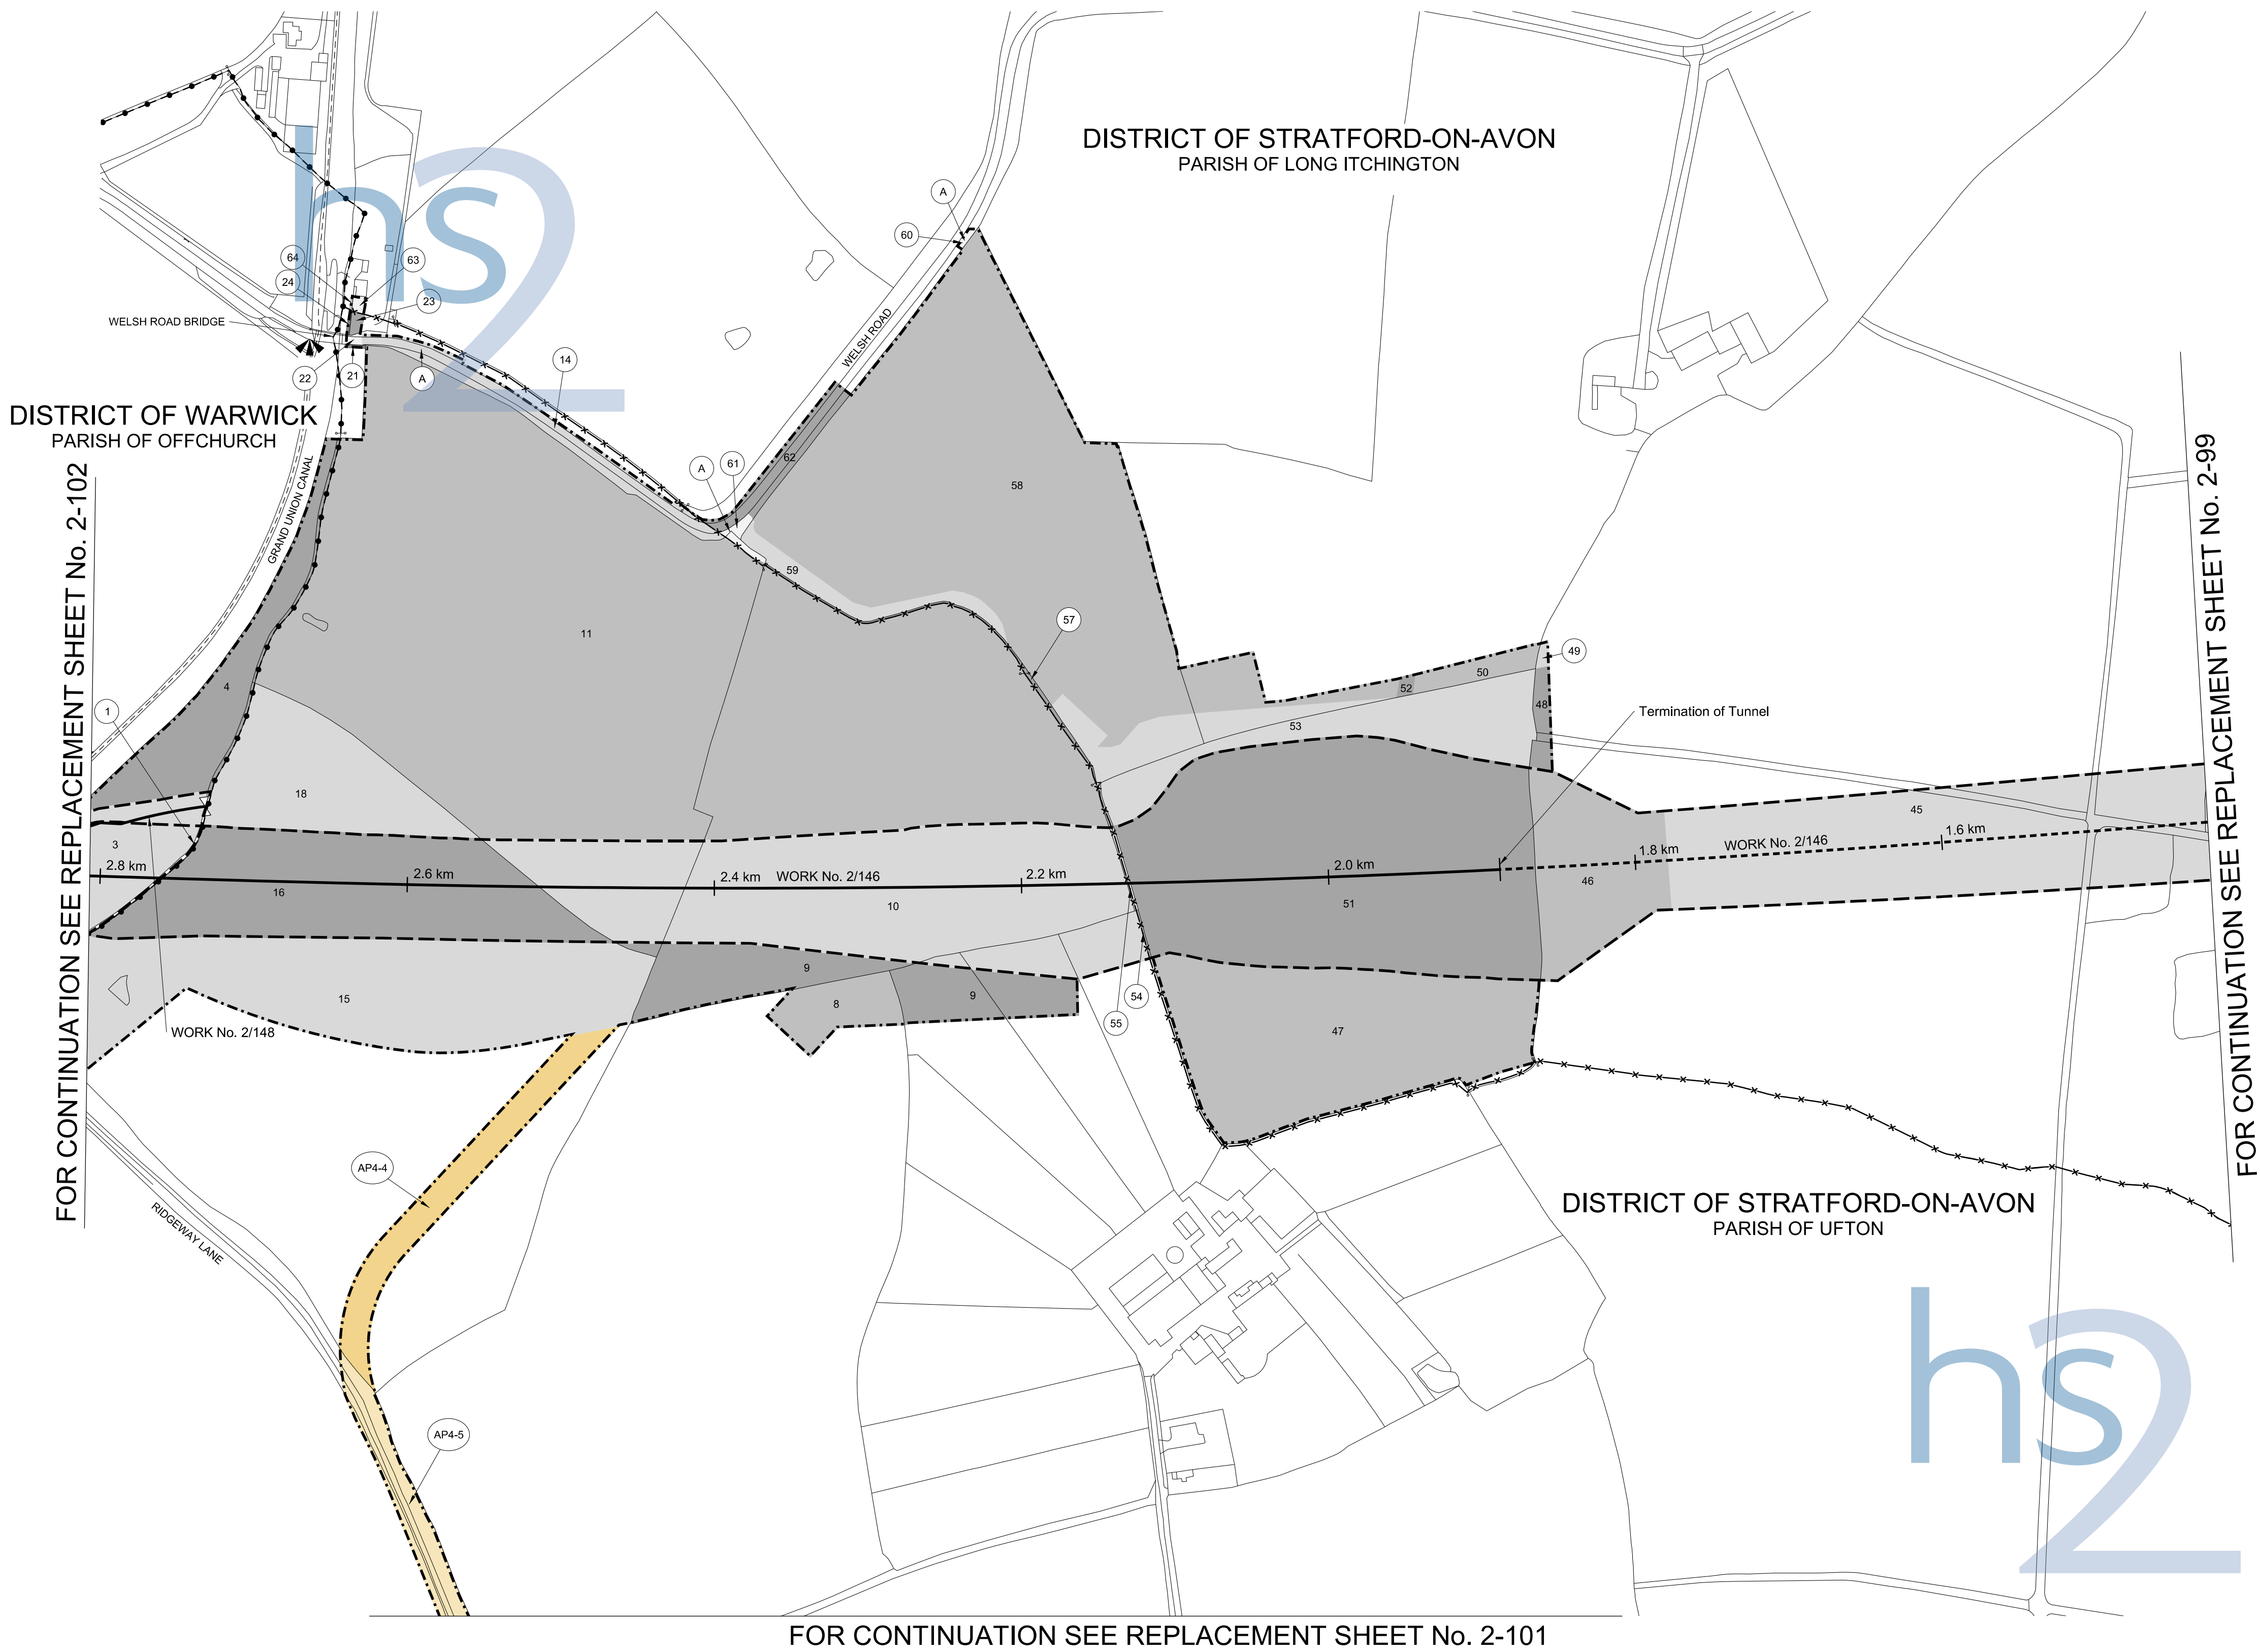 DISTRICT OF STRATFORD-ON-AVON
PARISH OF LONG ITCHINGTON
hs2
A
60
64
63
24
23
WELSH ROAD BRIDGE
WELSH ROAD
22
21
A
14
DISTRICT OF WARWICK
PARISH OF OFFCHURCH
GRAND UNION CANAL
FOR CONTINUATION SEE REPLACEMENT SHEET No. 2-102
FOR CONTINUATION SEE REPLACEMENT SHEET No. 2-99
A
61
62
58
59
11
57
49
50
52
48
4
1
Termination of Tunnel
53
18
45
3
2.8 km
2.6 km
2.4 km
WORK No. 2/146
2.2 km
2.0 km
1.8 km
WORK No. 2/146
1.6 km
16
10
51
46
9
15
8
9
54
55
WORK No. 2/148
47
AP4-4
RIDGEWAY LANE
DISTRICT OF STRATFORD-ON-AVON
PARISH OF UFTON
AP4-5
hs2
FOR CONTINUATION SEE REPLACEMENT SHEET No. 2-101